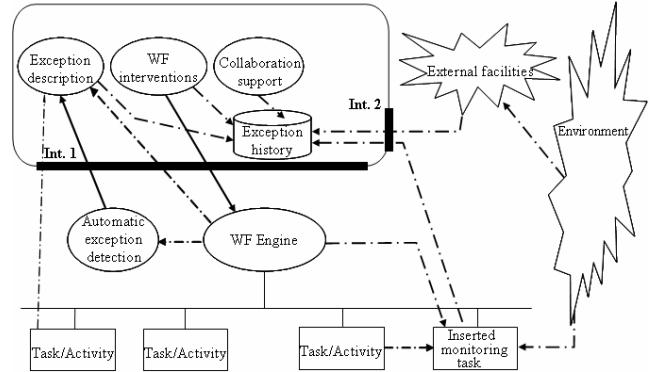 Exception
description
WF
interventions
Collaboration
support
External facilities
Int. 2
Environment
Exception
history
Int. 1
Automatic
exception
detection
WF Engine
Task/Activity
Task/Activity
Task/Activity
Inserted
monitoring
task